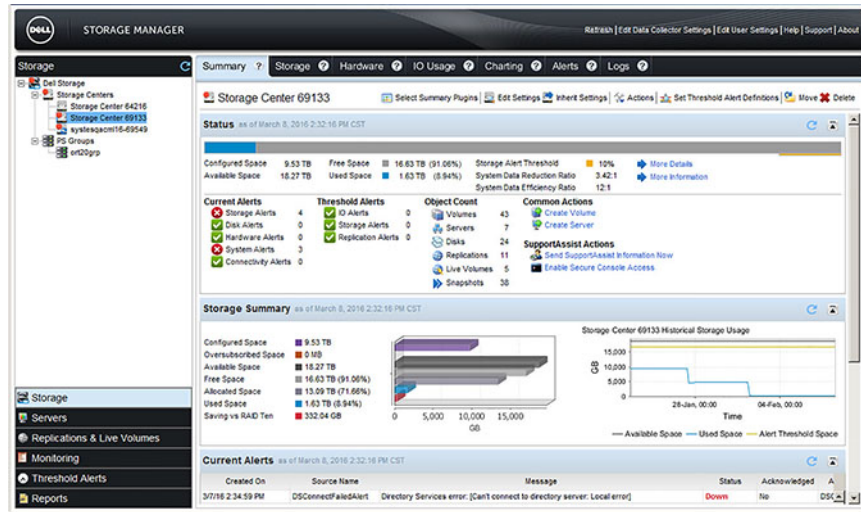 DELL STORAGE MANAGER
Refresh | Edit Data Collector Settings | Edit User Settings | Help | Support | About
Storage
Dell Storage
Storage Centers
Storage Center 64216
Storage Center 69133
systesqacml16-69549
PS Groups
ort20grp
Storage
Servers
Replications & Live Volumes
Monitoring
Threshold Alerts
Reports
Summary ? Storage ? Hardware ? IO Usage ? Charting ? Alerts ? Logs ?
Storage Center 69133 Select Summary Plugins | Edit Settings Inherit Settings | Actions | Set Threshold Alert Definitions | Move Delete
Status as of March 8, 2016 2:32:16 PM CST
Configured Space 9.53 TB Free Space 16.63 TB (91.06%) Storage Alert Threshold 10% More Details
Available Space 18.27 TB Used Space 1.63 TB (8.94%) System Data Reduction Ratio 3.42:1 More Information
System Data Efficiency Ratio 12:1
Current Alerts Threshold Alerts Object Count Common Actions
Storage Alerts 4 IO Alerts 0 Volumes 43 Create Volume
Disk Alerts 0 Storage Alerts 0 Servers 7 Create Server
Hardware Alerts 0 Replication Alerts 0 Disks 24 SupportAssist Actions
System Alerts 3 Replications 11 Send SupportAssist Information Now
Connectivity Alerts 0 Live Volumes 5 Enable Secure Console Access
Snapshots 38
Storage Summary as of March 8, 2016 2:32:16 PM CST
Configured Space 9.53 TB
Oversubscribed Space 0 MB
Available Space 18.27 TB
Free Space 16.63 TB (91.06%)
Allocated Space 13.09 TB (71.66%)
Used Space 1.63 TB (8.94%)
Saving vs RAID Ten 332.04 GB
0 5,000 10,000 15,000
GB
Storage Center 69133 Historical Storage Usage
15,000
10,000
5,000
0
GB
28-Jan, 00:00 04-Feb, 00:00
Time
Available Space Used Space Alert Threshold Space
Current Alerts as of March 8, 2016 2:32:16 PM CST
Created On Source Name Message Status Acknowledged A
3/7/16 2:34:59 PM DSConnectFailedAlert Directory Services error: [Can't connect to directory server: Local error] Down No DSC